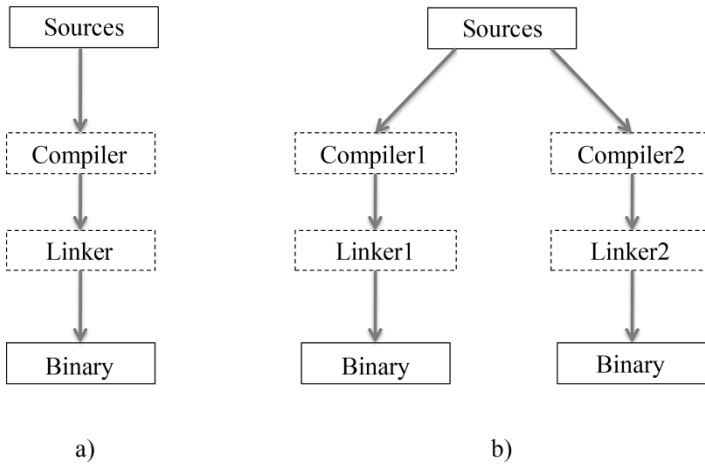 Sources
Compiler
Linker
Binary
a)
Sources
Compiler1
Compiler2
Linker1
Linker2
Binary
Binary
b)